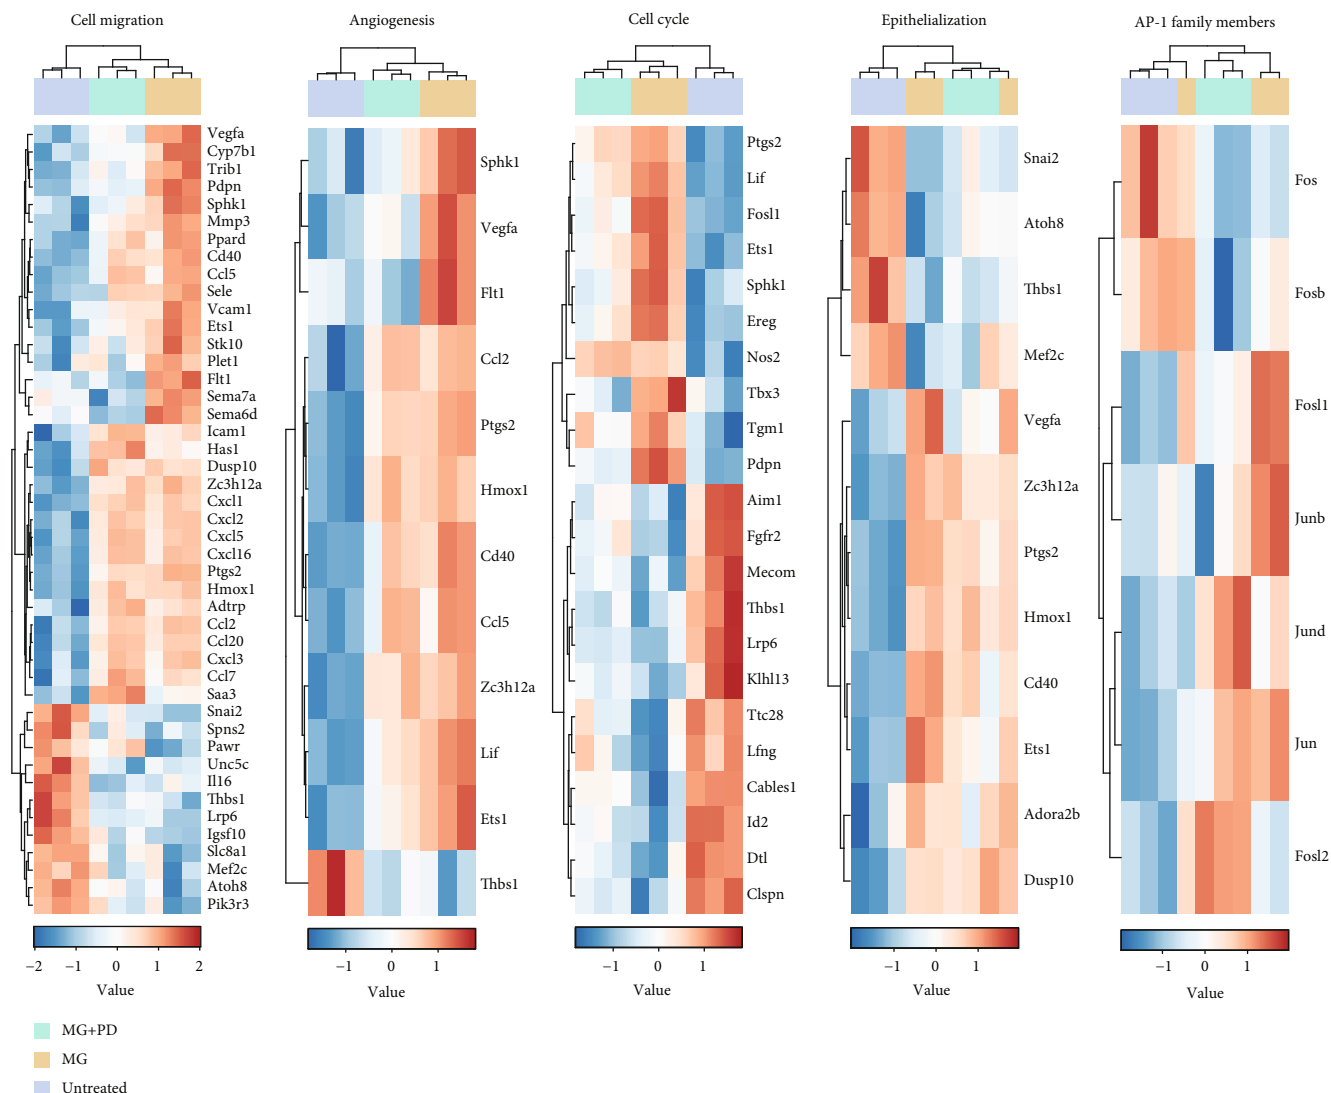 Cell migration
Vegfa
Cyp7b1
Trib1
Pdpn
Sphk1
Mmp3
Ppard
Cd40
Ccl5
Sele
Vcam1
Ets1
Stk10
Plet1
Flt1
Sema7a
Sema6d
Icam1
Has1
Dusp10
Zc3h12a
Cxcl1
Cxcl2
Cxcl5
Cxcl16
Ptgs2
Hmox1
Adtrp
Ccl2
Ccl20
Cxcl3
Ccl7
Saa3
Snai2
Spns2
Pawr
Unc5c
Il16
Thbs1
Lrp6
Igsf10
Slc8a1
Mef2c
Atoh8
Pik3r3
−2 −1 0 1 2
Value
Angiogenesis
Sphk1
Vegfa
Flt1
Ccl2
Ptgs2
Hmox1
Cd40
Ccl5
Zc3h12a
Lif
Ets1
Thbs1
−1 0 1
Value
Cell cycle
Ptgs2
Lif
Fosl1
Ets1
Sphk1
Ereg
Nos2
Tbx3
Tgm1
Pdpn
Aim1
Fgfr2
Mecom
Thbs1
Lrp6
Klhl13
Ttc28
Lfng
Cables1
Id2
Dtl
Clspn
−1 0 1
Value
Epithelialization
Snai2
Atoh8
Thbs1
Mef2c
Vegfa
Zc3h12a
Ptgs2
Hmox1
Cd40
Ets1
Adora2b
Dusp10
−1 0 1
Value
AP-1 family members
Fos
Fosb
Fosl1
Junb
Jund
Jun
Fosl2
−1 0 1
Value
MG+PD
MG
Untreated